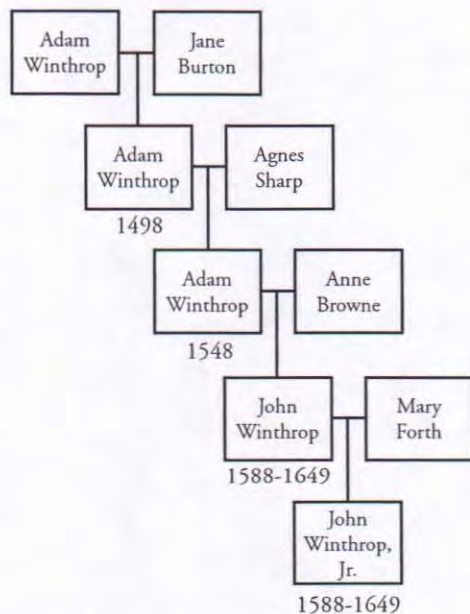 Adam
Winthrop
Jane
Burton
Adam
Winthrop
Agnes
Sharp
1498
Adam
Winthrop
Anne
Browne
1548
John
Winthrop
Mary
Forth
1588-1649
John
Winthrop,
Jr.
1588-1649